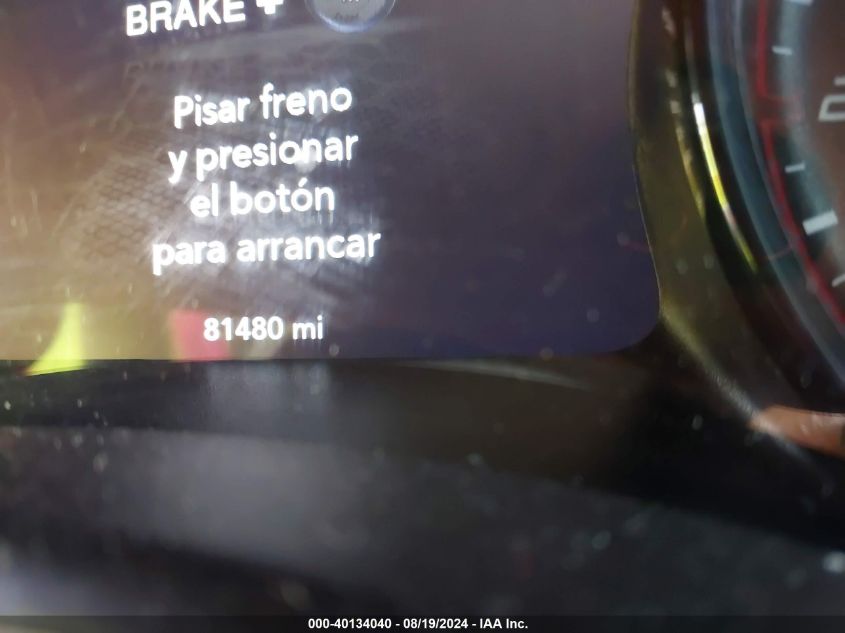 BRAKE +
Pisar freno
y presionar
el botón
para arrancar
81480 mi
000-40134040 - 08/19/2024 - IAA Inc.